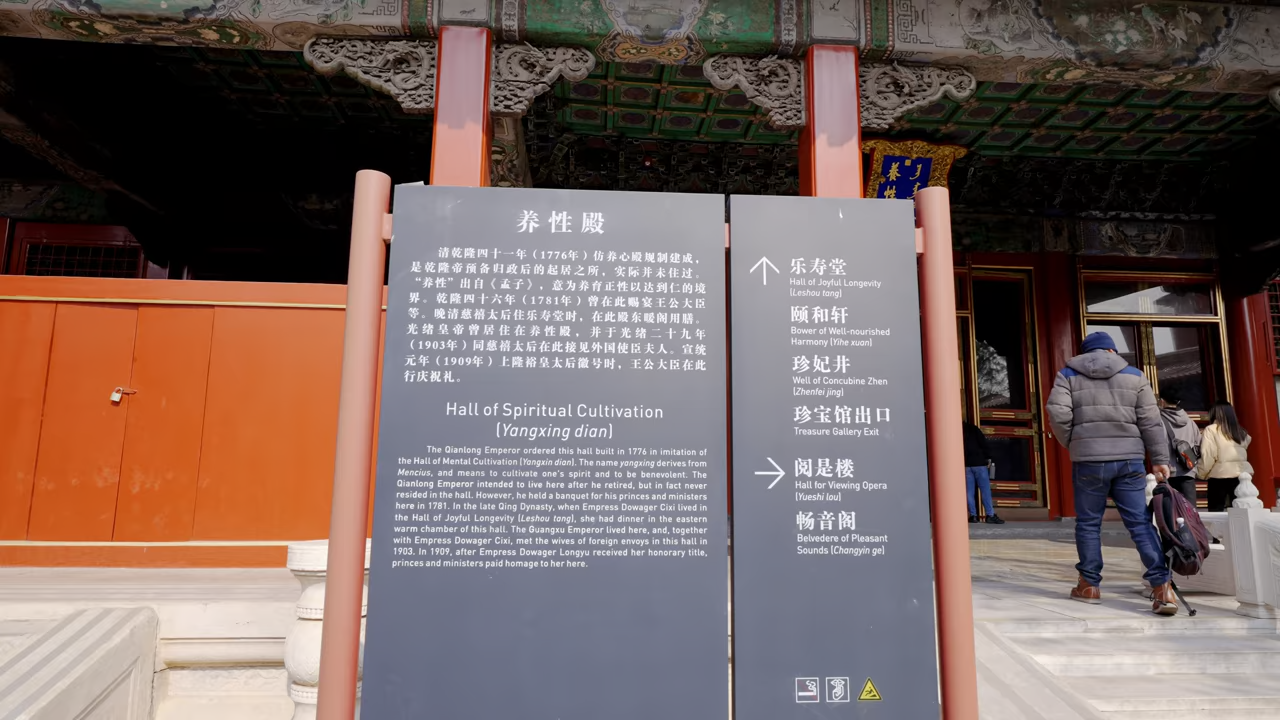 养性殿
清乾隆四十一年（1776年）仿养心殿规制建成，
是乾隆帝预备归政后的起居之所，实际并未住过。
“养性”出自《孟子》，意为养育正性以达到仁的境
界。乾隆四十六年（1781年）曾在此赐宴王公大臣
等。晚清慈禧太后住乐寿堂时，在此殿东暖阁用膳。
光绪皇帝曾居住在养性殿，并于光绪二十九年
（1903年）同慈禧太后在此接见外国使臣夫人。宣统
元年（1909年）上隆裕皇太后徽号时，王公大臣在此
行庆祝礼。
Hall of Spiritual Cultivation
(Yangxing dian)
The Qianlong Emperor ordered this hall built in 1776 in imitation of
the Hall of Mental Cultivation (Yangxin dian). The name yangxing derives from
Mencius, and means to cultivate one's spirit and to be benevolent. The
Qianlong Emperor intended to live here after he retired, but in fact never
resided in the hall. However, he held a banquet for his princes and ministers
here in 1781. In the late Qing Dynasty, when Empress Dowager Cixi lived in
the Hall of Joyful Longevity (Leshou tang), she had dinner in the eastern
warm chamber of this hall. The Guangxu Emperor lived here, and, together
with Empress Dowager Cixi, met the wives of foreign envoys in this hall in
1903. In 1909, after Empress Dowager Longyu received her honorary title,
princes and ministers paid homage to her here.
乐寿堂
Hall of Joyful Longevity
(Leshou tang)
颐和轩
Bower of Well-nourished
Harmony (Yihe xuan)
珍妃井
Well of Concubine Zhen
(Zhenfei jing)
珍宝馆出口
Treasure Gallery Exit
阅是楼
Hall for Viewing Opera
(Yueshi lou)
畅音阁
Belvedere of Pleasant
Sounds (Changyin ge)
養性